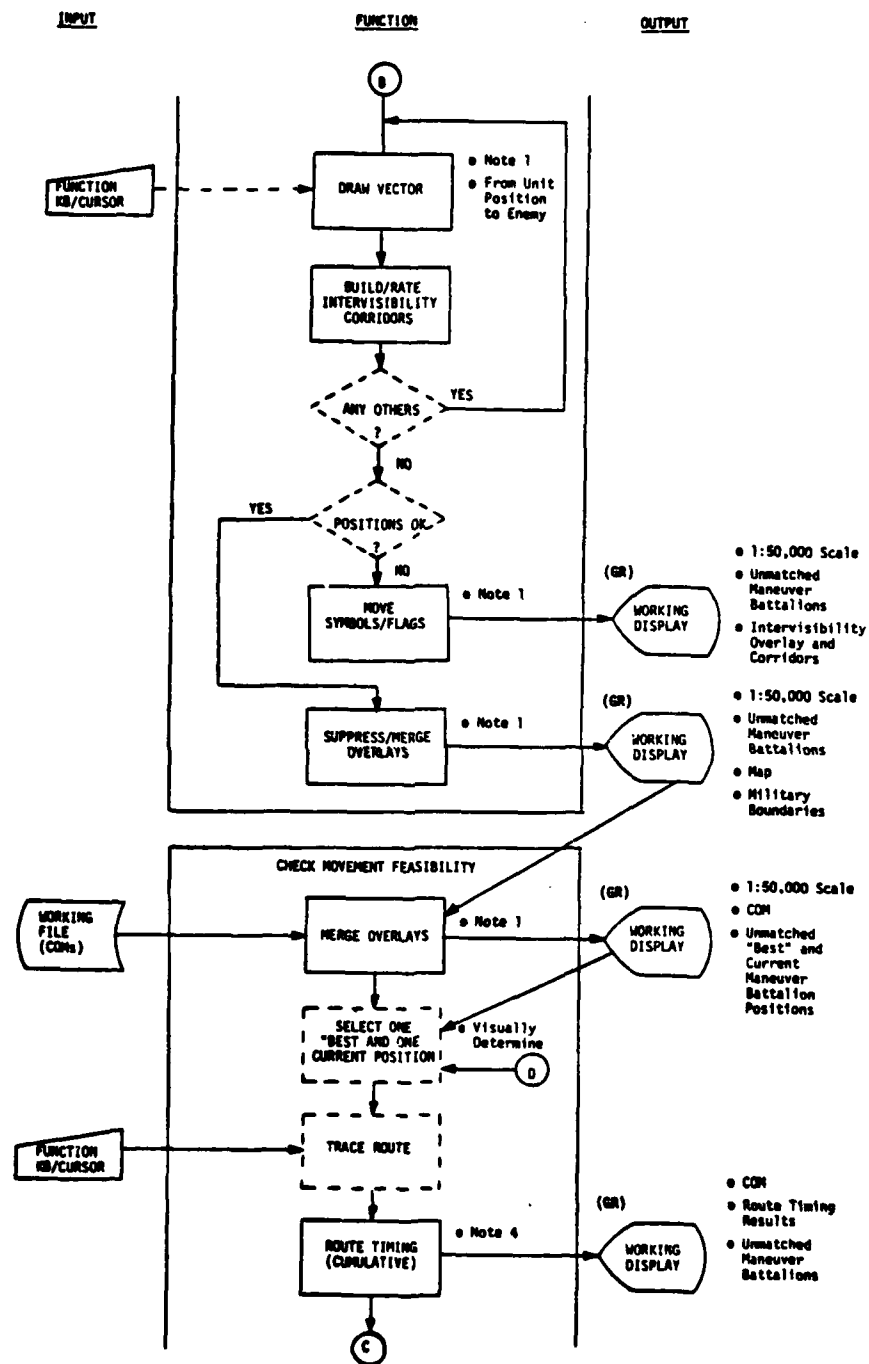 INPUT
FUNCTION
OUTPUT
B
FUNCTION
KB/CURSOR
DRAW VECTOR
● Note 1
● From Unit
Position
to Enemy
BUILD/RATE
INTERVISIBILITY
CORRIDORS
ANY OTHERS
?
YES
NO
YES
POSITIONS OK
?
NO
MOVE
SYMBOLS/FLAGS
● Note 1
(GR)
WORKING
DISPLAY
● 1:50,000 Scale
● Unmatched
Maneuver
Battalions
● Intervisibility
Overlay and
Corridors
SUPPRESS/MERGE
OVERLAYS
● Note 1
(GR)
WORKING
DISPLAY
● 1:50,000 Scale
● Unmatched
Maneuver
Battalions
● Map
● Military
Boundaries
CHECK MOVEMENT FEASIBILITY
WORKING
FILE
(COMs)
MERGE OVERLAYS
● Note 1
(GR)
WORKING
DISPLAY
● 1:50,000 Scale
● COM
● Unmatched
"Best" and
Current
Maneuver
Battalion
Positions
SELECT ONE
"BEST AND ONE
CURRENT POSITION
● Visually
Determine
D
FUNCTION
KB/CURSOR
TRACE ROUTE
ROUTE TIMING
(CUMULATIVE)
● Note 4
(GR)
WORKING
DISPLAY
● COM
● Route Timing
Results
● Unmatched
Maneuver
Battalions
C